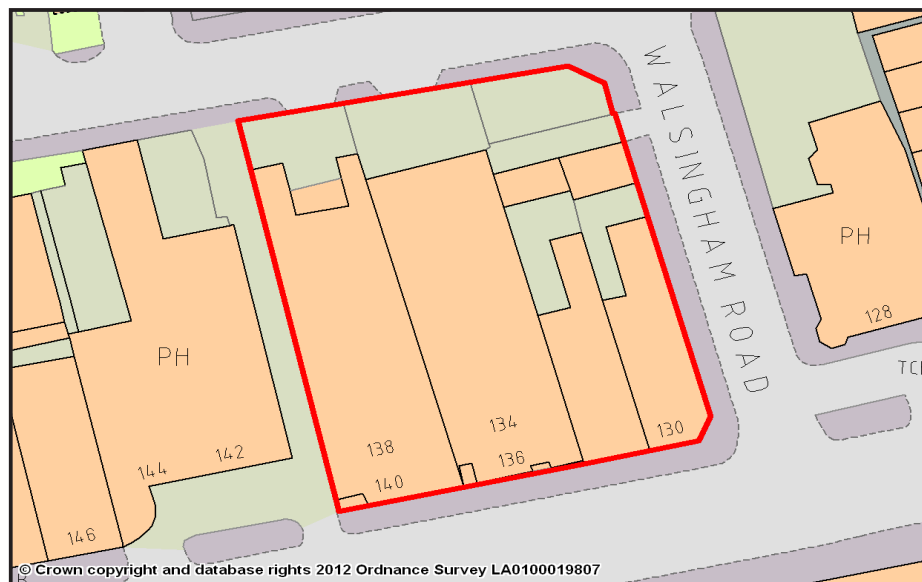 WALSINGHAM ROAD
PH
128
PH
TCB
134
138
130
142
136
144
140
146
© Crown copyright and database rights 2012 Ordnance Survey LA0100019807